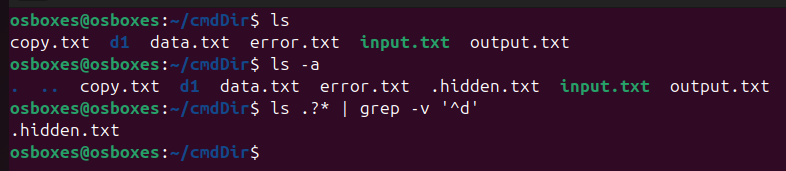 osboxes@osboxes:~/cmdDir$ ls
copy.txt d1 data.txt error.txt input.txt output.txt
osboxes@osboxes:~/cmdDir$ ls -a
. .. copy.txt d1 data.txt error.txt .hidden.txt input.txt output.txt
osboxes@osboxes:~/cmdDir$ ls .?* | grep -v '^d'
.hidden.txt
osboxes@osboxes:~/cmdDir$